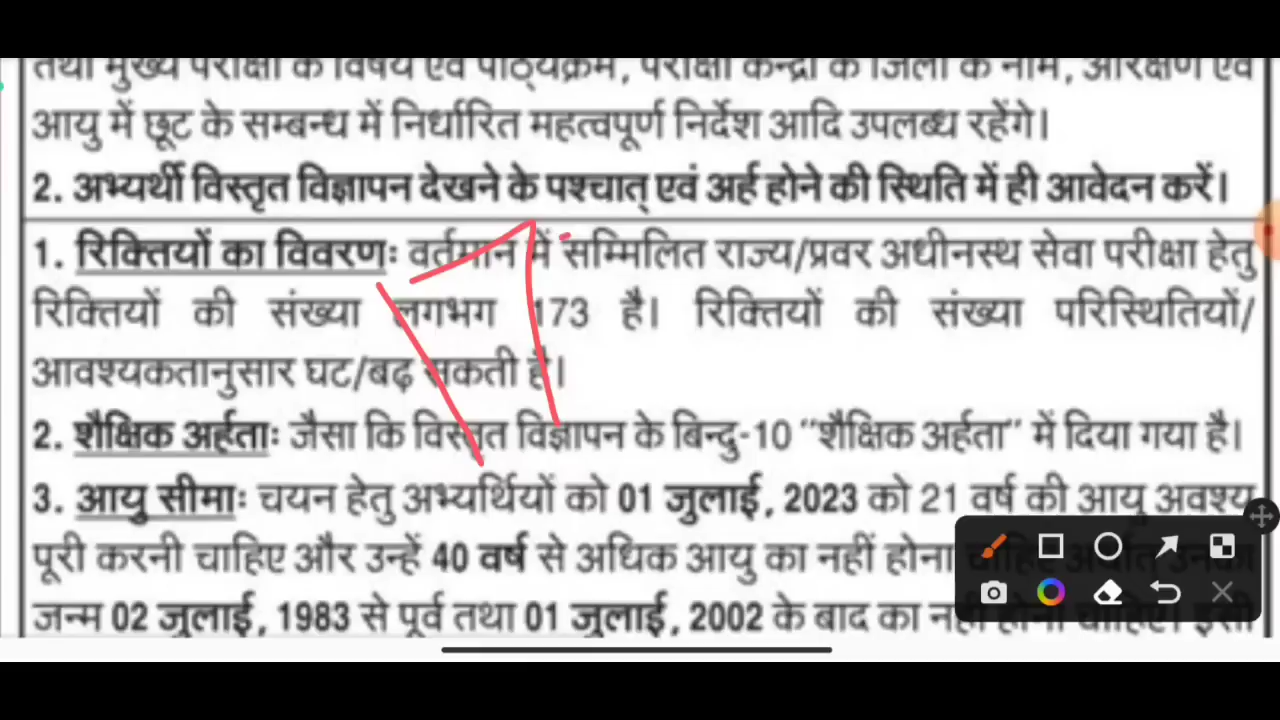 तथा मुख्य परीक्षा के विषय एवं पाठ्यक्रम, परीक्षा केन्द्रों के जिलों के नाम, आरक्षण एवं
आयु में छूट के सम्बन्ध में निर्धारित महत्वपूर्ण निर्देश आदि उपलब्ध रहेंगे।
2. अभ्यर्थी विस्तृत विज्ञापन देखने के पश्चात् एवं अर्ह होने की स्थिति में ही आवेदन करें।
1. रिक्तियों का विवरणः वर्तमान में सम्मिलित राज्य/प्रवर अधीनस्थ सेवा परीक्षा हेतु
रिक्तियों की संख्या लगभग 173 है। रिक्तियों की संख्या परिस्थितियों/
आवश्यकतानुसार घट/बढ़ सकती है।
2. शैक्षिक अर्हताः जैसा कि विस्तृत विज्ञापन के बिन्दु-10 "शैक्षिक अर्हता" में दिया गया है।
3. आयु सीमाः चयन हेतु अभ्यर्थियों को 01 जुलाई, 2023 को 21 वर्ष की आयु अवश्य
पूरी करनी चाहिए और उन्हें 40 वर्ष से अधिक आयु का नहीं होना चाहिए अर्थात उनका
जन्म 02 जुलाई, 1983 से पूर्व तथा 01 जुलाई, 2002 के बाद का नहीं होना चाहिए। इसी